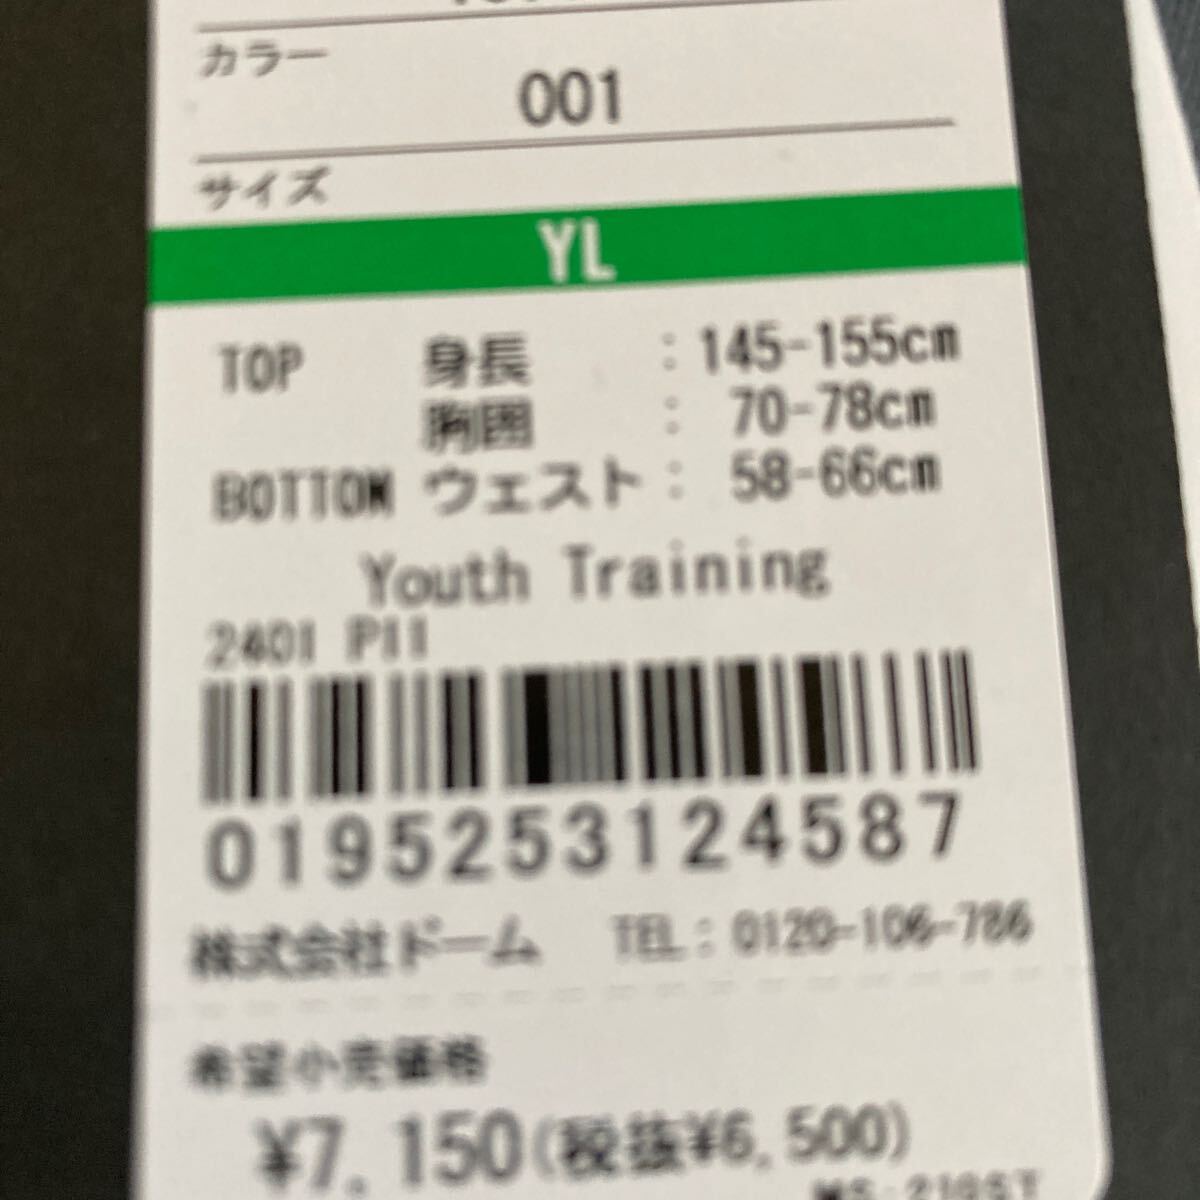 カラー
001
サイズ
YL
TOP 身長 : 145-155cm
胸囲 : 70-78cm
BOTTOM ウェスト : 58-66cm
Youth Training
2401 P11
0195253124587
株式会社ドーム TEL:0120-106-786
希望小売価格
¥7,150(税抜¥6,500)